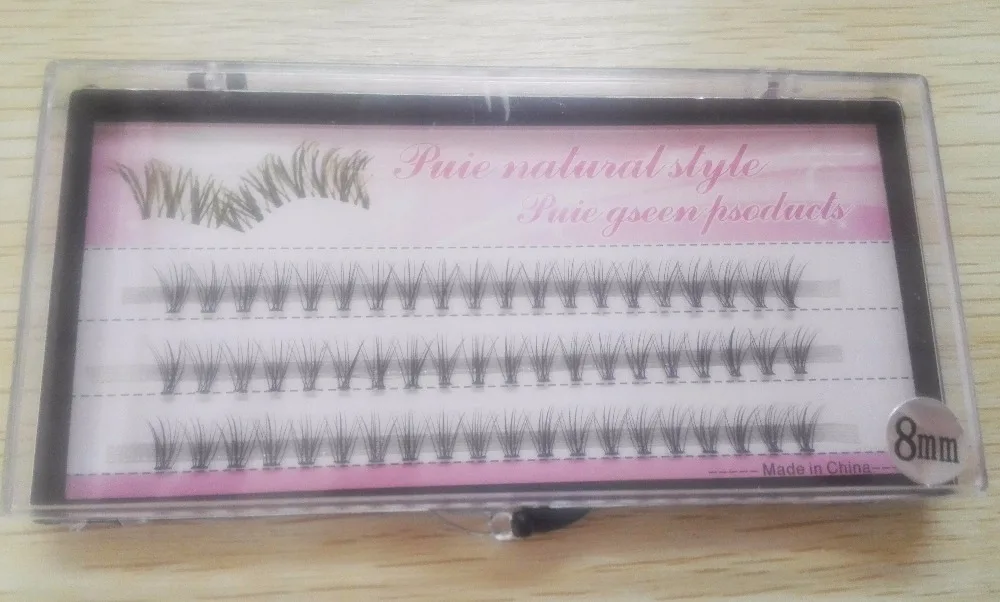 Puie natural style
Puie gseen psoducts
8mm
Made in China